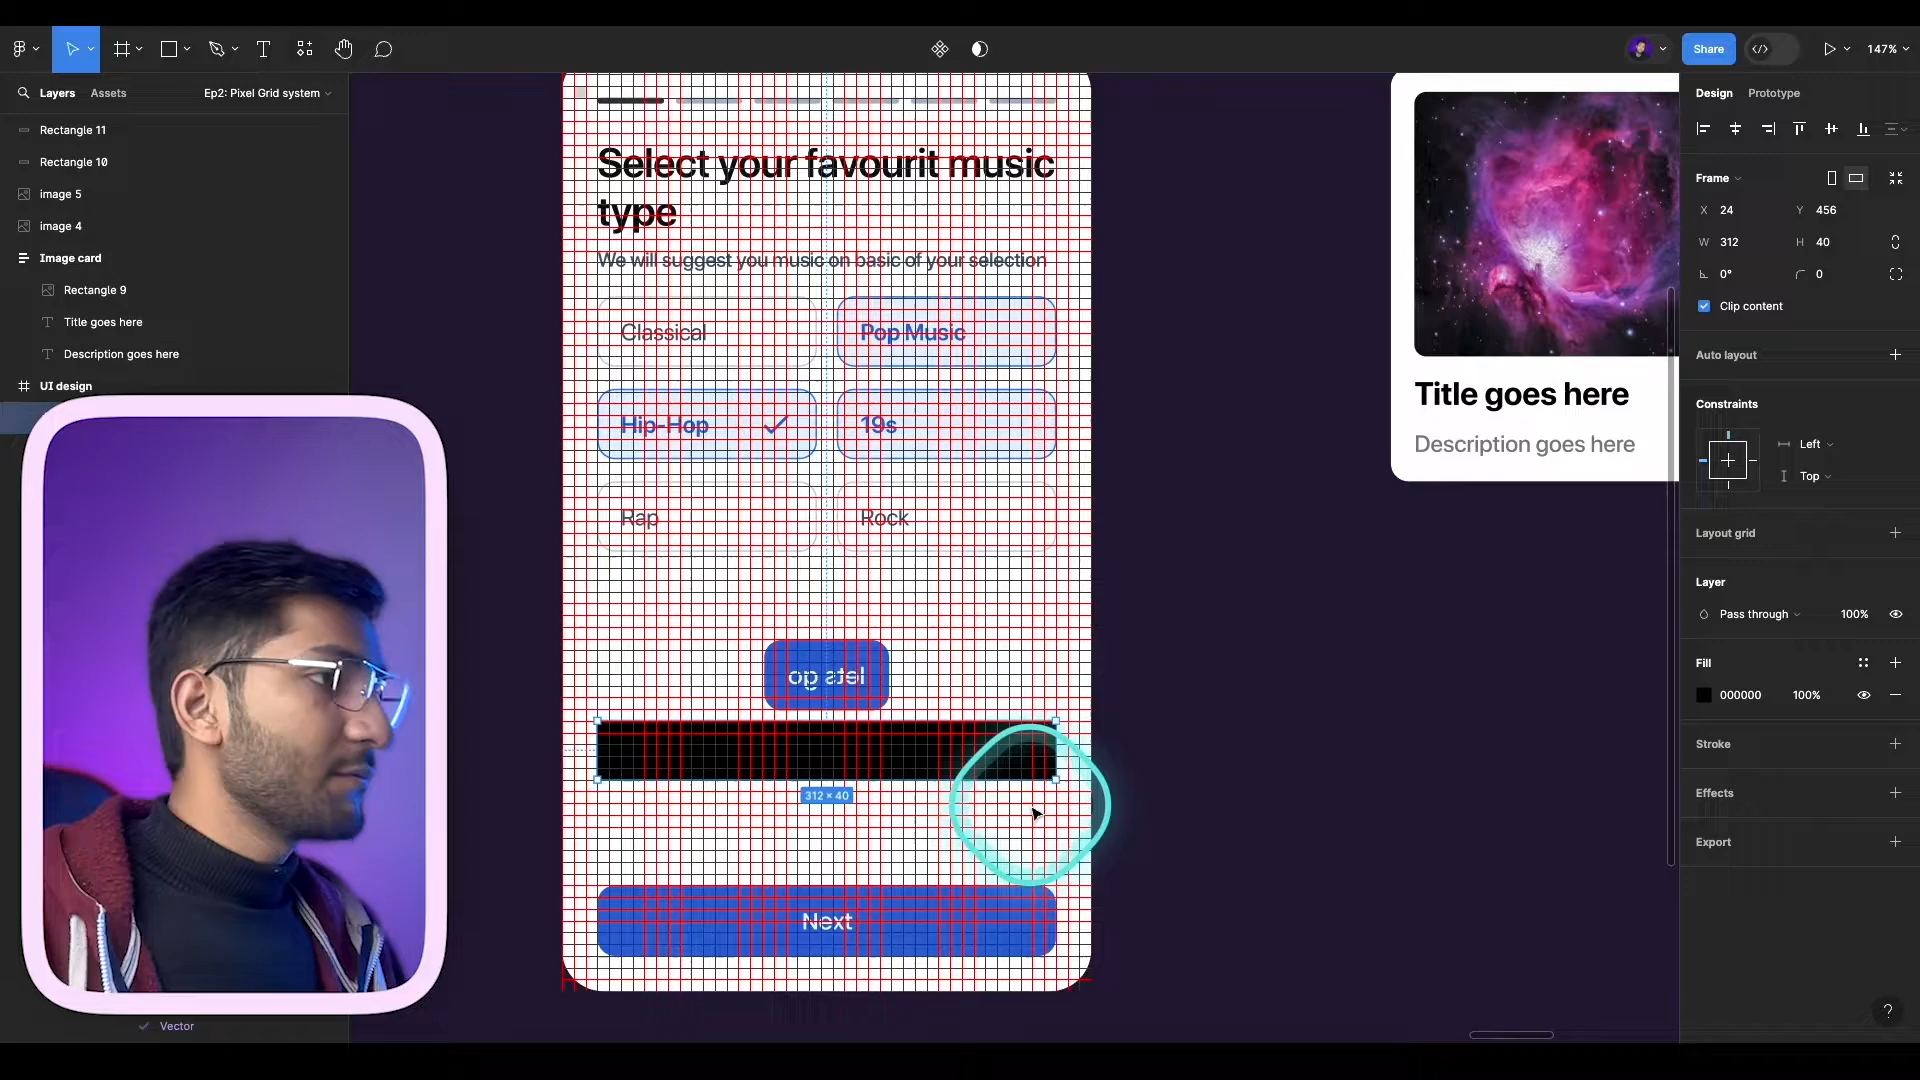 Share
147%
Layers
Assets
Ep2: Pixel Grid system
Rectangle 11
Rectangle 10
image 5
image 4
Image card
Rectangle 9
Title goes here
Description goes here
UI design
Vector
Select your favourit music
type
We will suggest you music on basic of your selection
Classical
Pop Music
Hip-Hop
19s
Rap
Rock
312 × 40
Next
Title goes here
Description goes here
Design
Prototype
Frame
X 24
Y 456
W 312
H 40
0°
0
Clip content
Auto layout
Constraints
Left
Top
Layout grid
Layer
Pass through
100%
Fill
000000
100%
Stroke
Effects
Export
?